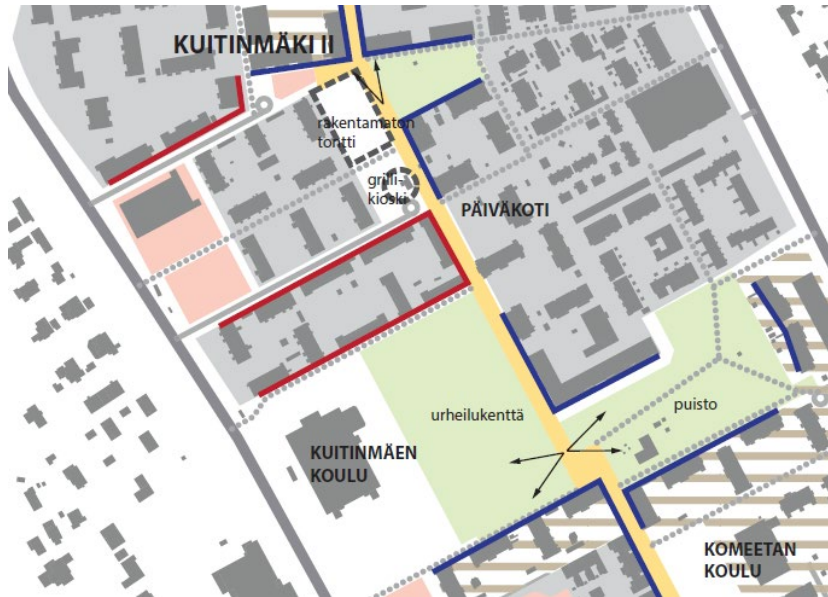 KUITINMÄKI II
rakentamaton
tontti
grilli-
kioski
PÄIVÄKOTI
urheilukenttä
puisto
KUITINMÄEN
KOULU
KOMEETAN
KOULU